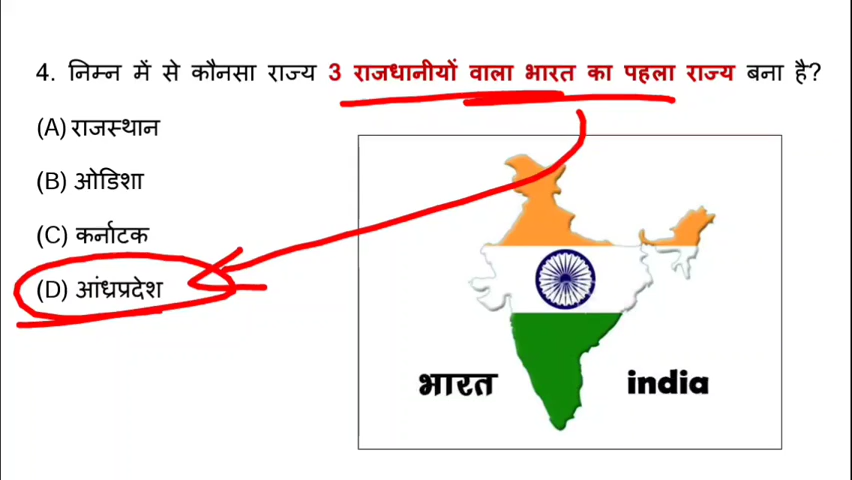 4. निम्न में से कौनसा राज्य 3 राजधानीयों वाला भारत का पहला राज्य बना है?
(A) राजस्थान
(B) ओडिशा
(C) कर्नाटक
(D) आंध्रप्रदेश
भारत india